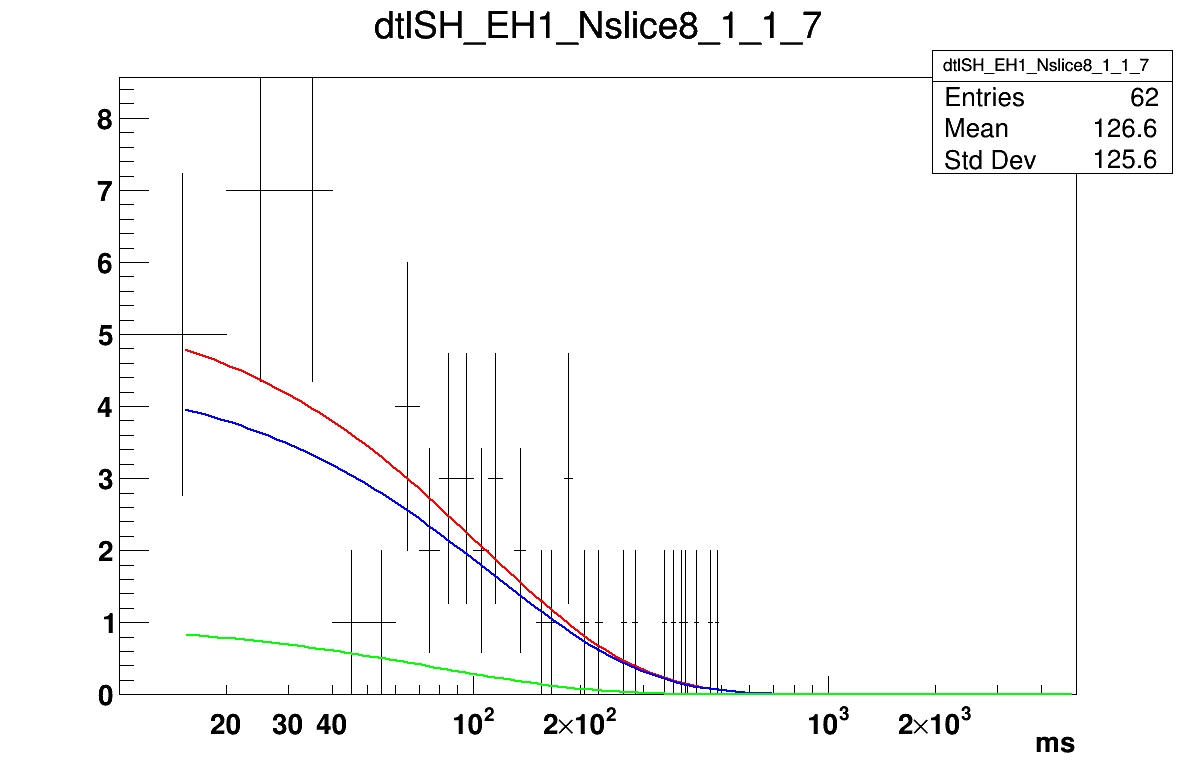 dtISH_EH1_Nslice8_1_1_7
dtISH_EH1_Nslice8_1_1_7
Entries 62
Mean 126.6
Std Dev 125.6
8
7
6
5
4
3
2
1
0
20 30 40 10² 2×10² 10³ 2×10³
ms